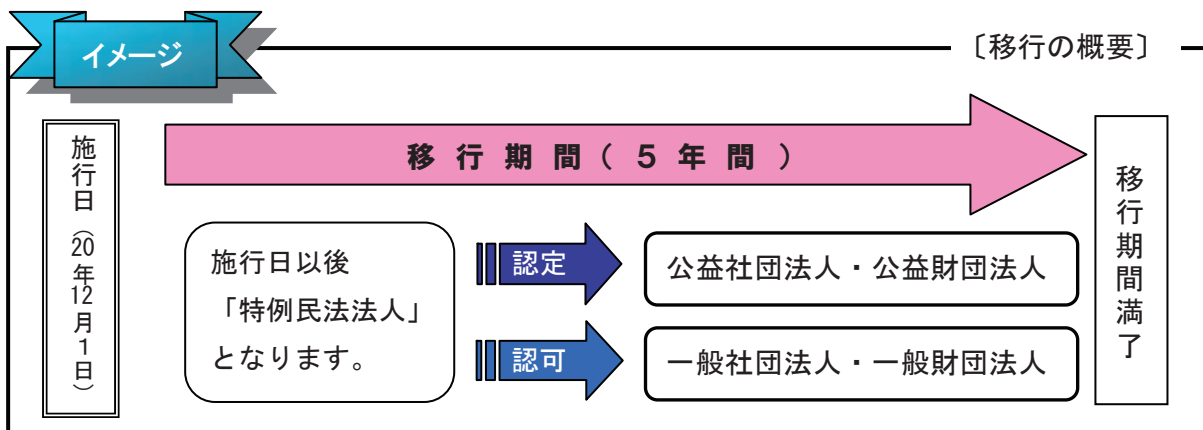 イメージ
〔移行の概要〕
施行日（20年12月1日）
移行期間（５年間）
施行日以後
「特例民法法人」
となります。
認定
公益社団法人・公益財団法人
認可
一般社団法人・一般財団法人
移行期間満了